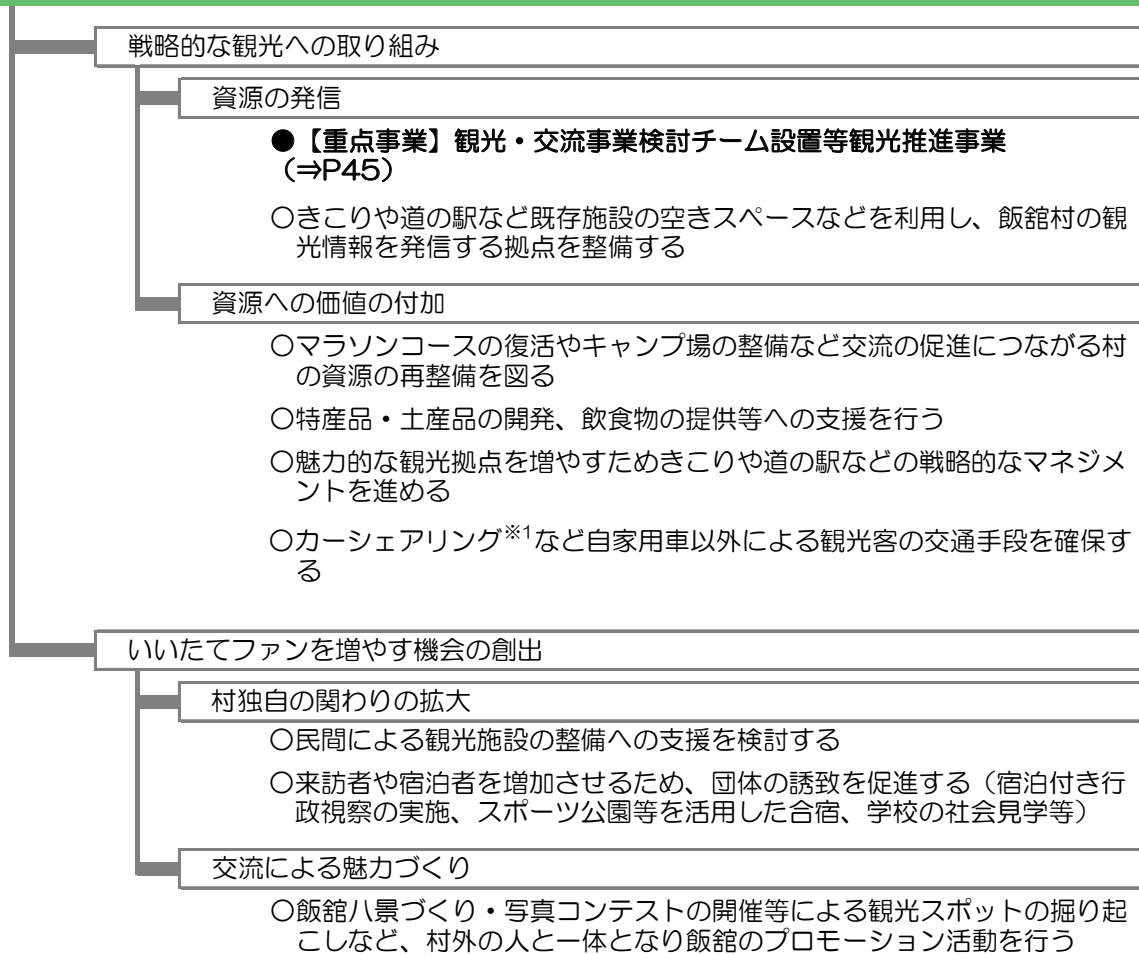 戦略的な観光への取り組み
資源の発信
●【重点事業】観光・交流事業検討チーム設置等観光推進事業
（⇒P45）
○きこりや道の駅など既存施設の空きスペースなどを利用し、飯舘村の観
光情報を発信する拠点を整備する
資源への価値の付加
○マラソンコースの復活やキャンプ場の整備など交流の促進につながる村
の資源の再整備を図る
○特産品・土産品の開発、飲食物の提供等への支援を行う
○魅力的な観光拠点を増やすためきこりや道の駅などの戦略的なマネジメ
ントを進める
○カーシェアリング※1など自家用車以外による観光客の交通手段を確保す
る
いいたてファンを増やす機会の創出
村独自の関わりの拡大
○民間による観光施設の整備への支援を検討する
○来訪者や宿泊者を増加させるため、団体の誘致を促進する（宿泊付き行
政視察の実施、スポーツ公園等を活用した合宿、学校の社会見学等）
交流による魅力づくり
○飯舘八景づくり・写真コンテストの開催等による観光スポットの掘り起
こしなど、村外の人と一体となり飯舘のプロモーション活動を行う